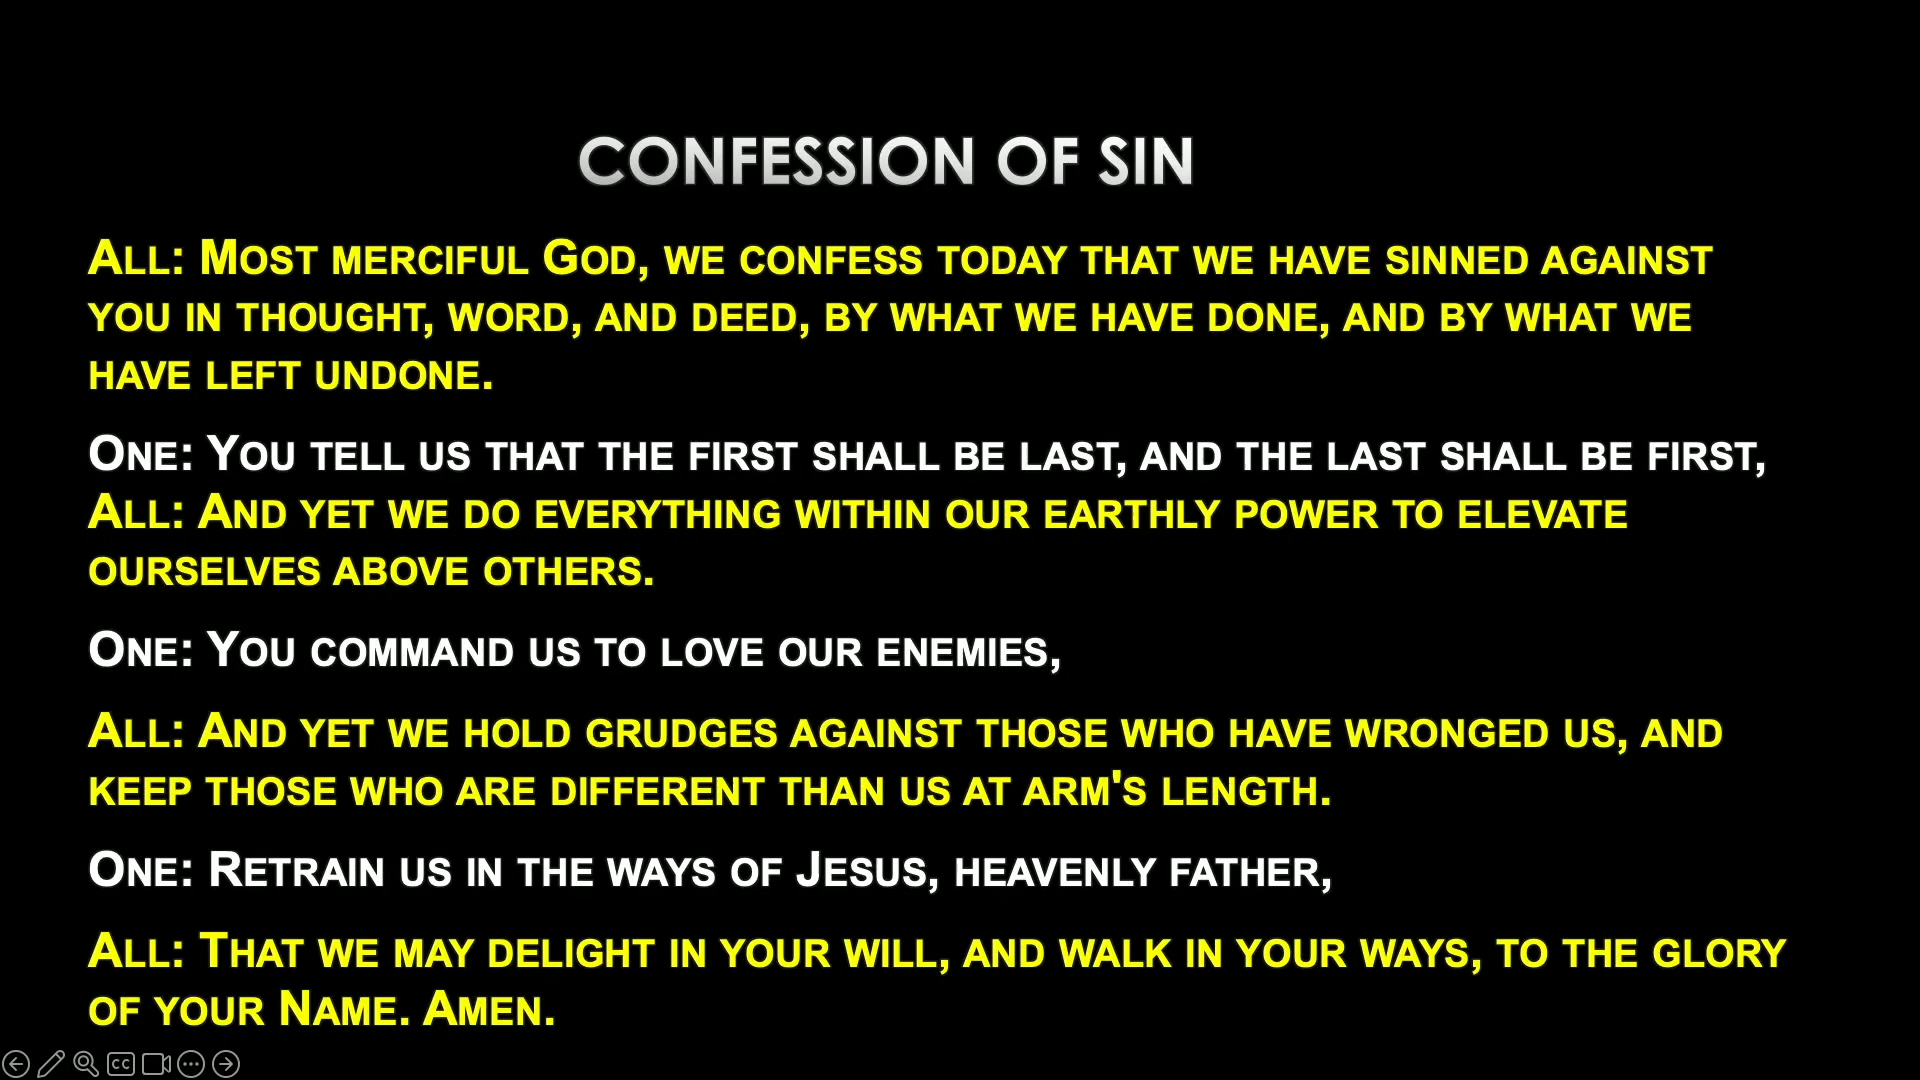 CONFESSION OF SIN
All: Most merciful God, we confess today that we have sinned against
you in thought, word, and deed, by what we have done, and by what we
have left undone.
One: You tell us that the first shall be last, and the last shall be first,
All: And yet we do everything within our earthly power to elevate
ourselves above others.
One: You command us to love our enemies,
All: And yet we hold grudges against those who have wronged us, and
keep those who are different than us at arm's length.
One: Retrain us in the ways of Jesus, heavenly father,
All: That we may delight in your will, and walk in your ways, to the glory
of your Name. Amen.
CC